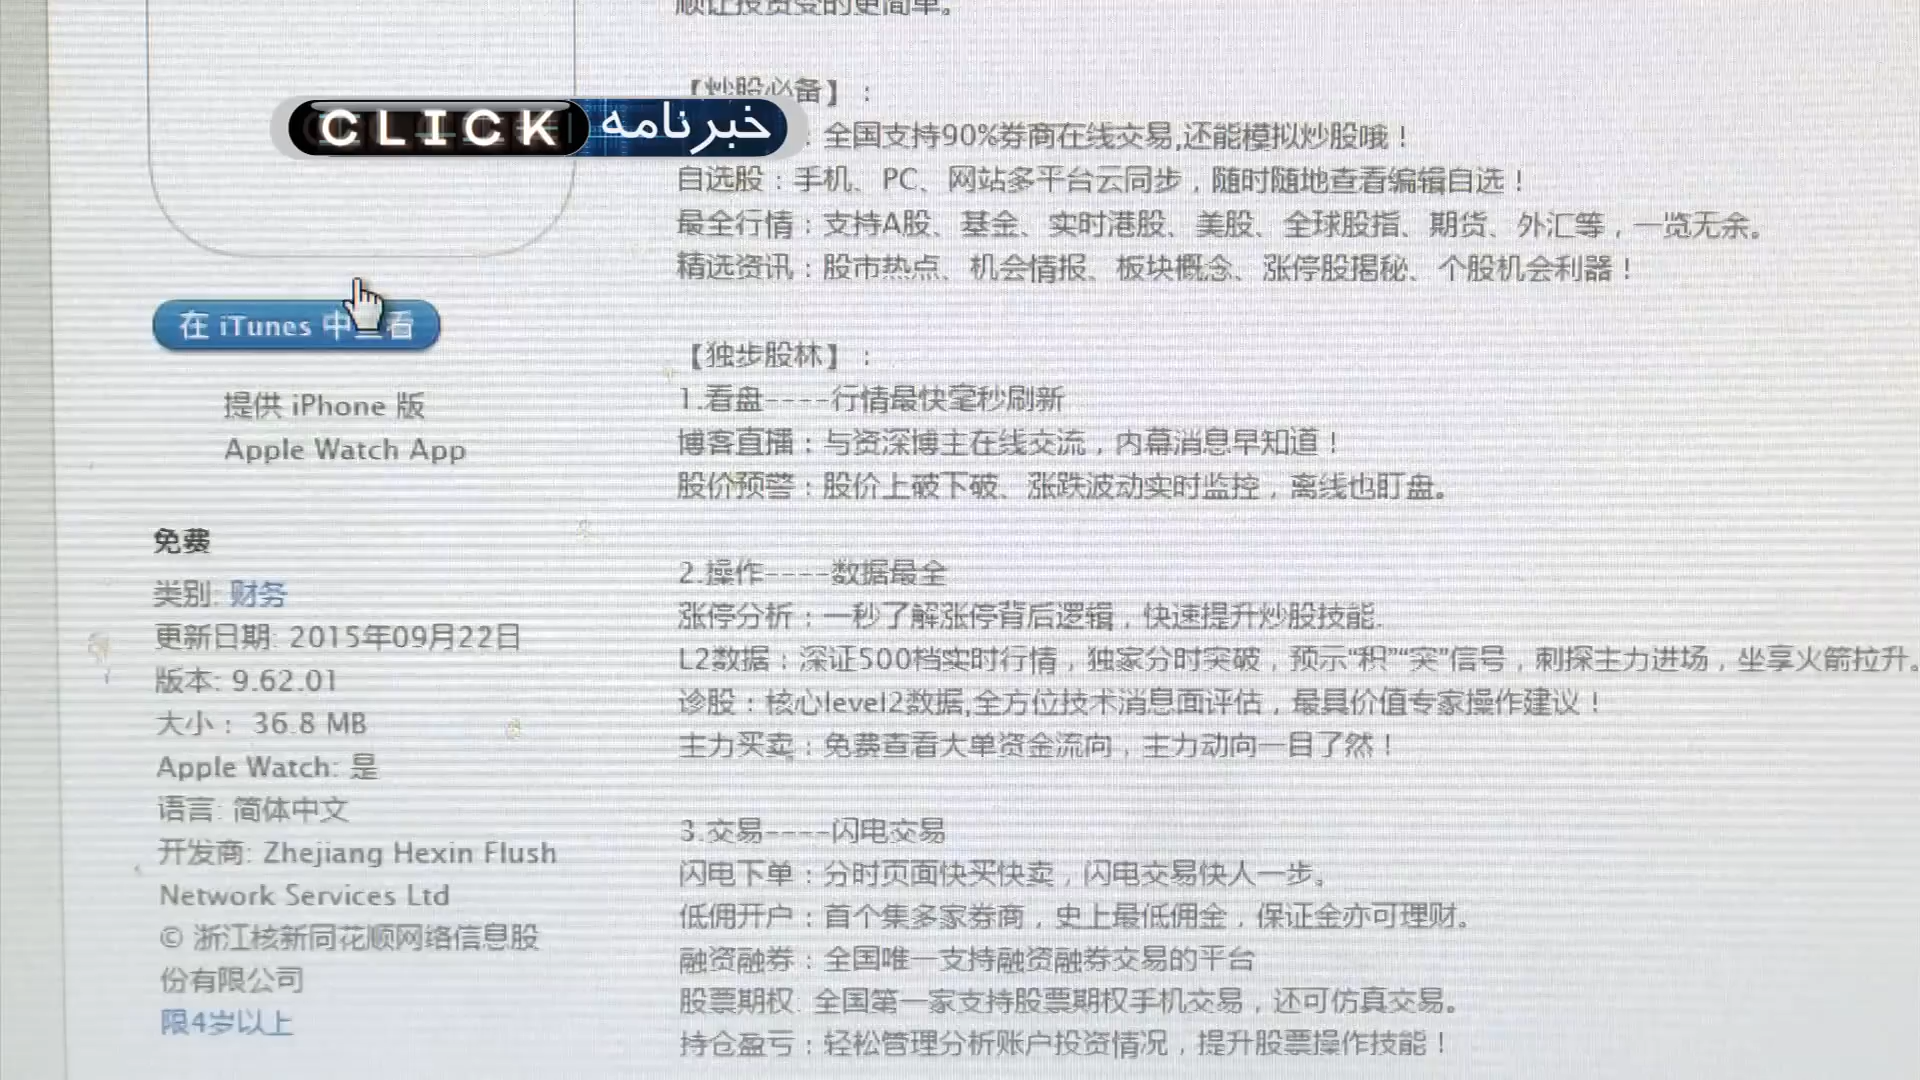 顺让投资变的更简单。
CLICK خبرنامه
【炒股必备】：
：全国支持90%券商在线交易,还能模拟炒股哦！
自选股：手机、PC、网站多平台云同步，随时随地查看编辑自选！
最全行情：支持A股、基金、实时港股、美股、全球股指、期货、外汇等，一览无余。
精选资讯：股市热点、机会情报、板块概念、涨停股揭秘、个股机会利器！
【独步股林】：
1.看盘----行情最快毫秒刷新
博客直播：与资深博主在线交流，内幕消息早知道！
股价预警：股价上破下破、涨跌波动实时监控，离线也盯盘。
2.操作----数据最全
涨停分析：一秒了解涨停背后逻辑，快速提升炒股技能.
L2数据：深证500档实时行情，独家分时突破，预示“积”“突”信号，刺探主力进场，坐享火箭拉升。
诊股：核心level2数据,全方位技术消息面评估，最具价值专家操作建议！
主力买卖：免费查看大单资金流向，主力动向一目了然！
3.交易----闪电交易
闪电下单：分时页面快买快卖，闪电交易快人一步。
低佣开户：首个集多家券商，史上最低佣金，保证金亦可理财。
融资融券：全国唯一支持融资融券交易的平台
股票期权: 全国第一家支持股票期权手机交易，还可仿真交易。
持仓盈亏：轻松管理分析账户投资情况，提升股票操作技能！
在 iTunes 中查看
提供 iPhone 版
Apple Watch App
免费
类别: 财务
更新日期: 2015年09月22日
版本: 9.62.01
大小： 36.8 MB
Apple Watch: 是
语言: 简体中文
开发商: Zhejiang Hexin Flush
Network Services Ltd
© 浙江核新同花顺网络信息股
份有限公司
限4岁以上